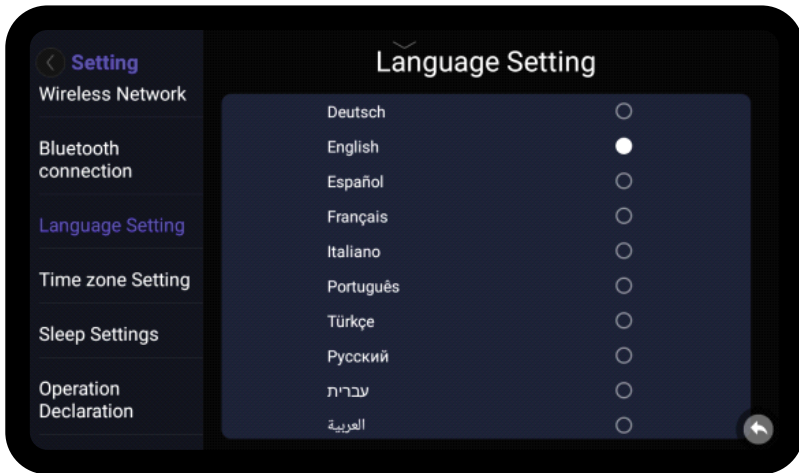 Setting
Wireless Network
Bluetooth
connection
Language Setting
Time zone Setting
Sleep Settings
Operation
Declaration
Language Setting
Deutsch
English
Español
Français
Italiano
Português
Türkçe
Русский
עברית
العربية